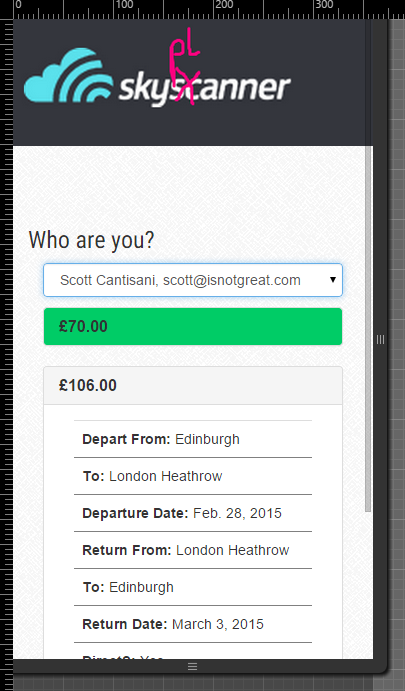 0 100 200 300
pl
skyscanner
Who are you?
Scott Cantisani, scott@isnotgreat.com
£70.00
£106.00
Depart From: Edinburgh
To: London Heathrow
Departure Date: Feb. 28, 2015
Return From: London Heathrow
To: Edinburgh
Return Date: March 3, 2015
Direct?: Yes